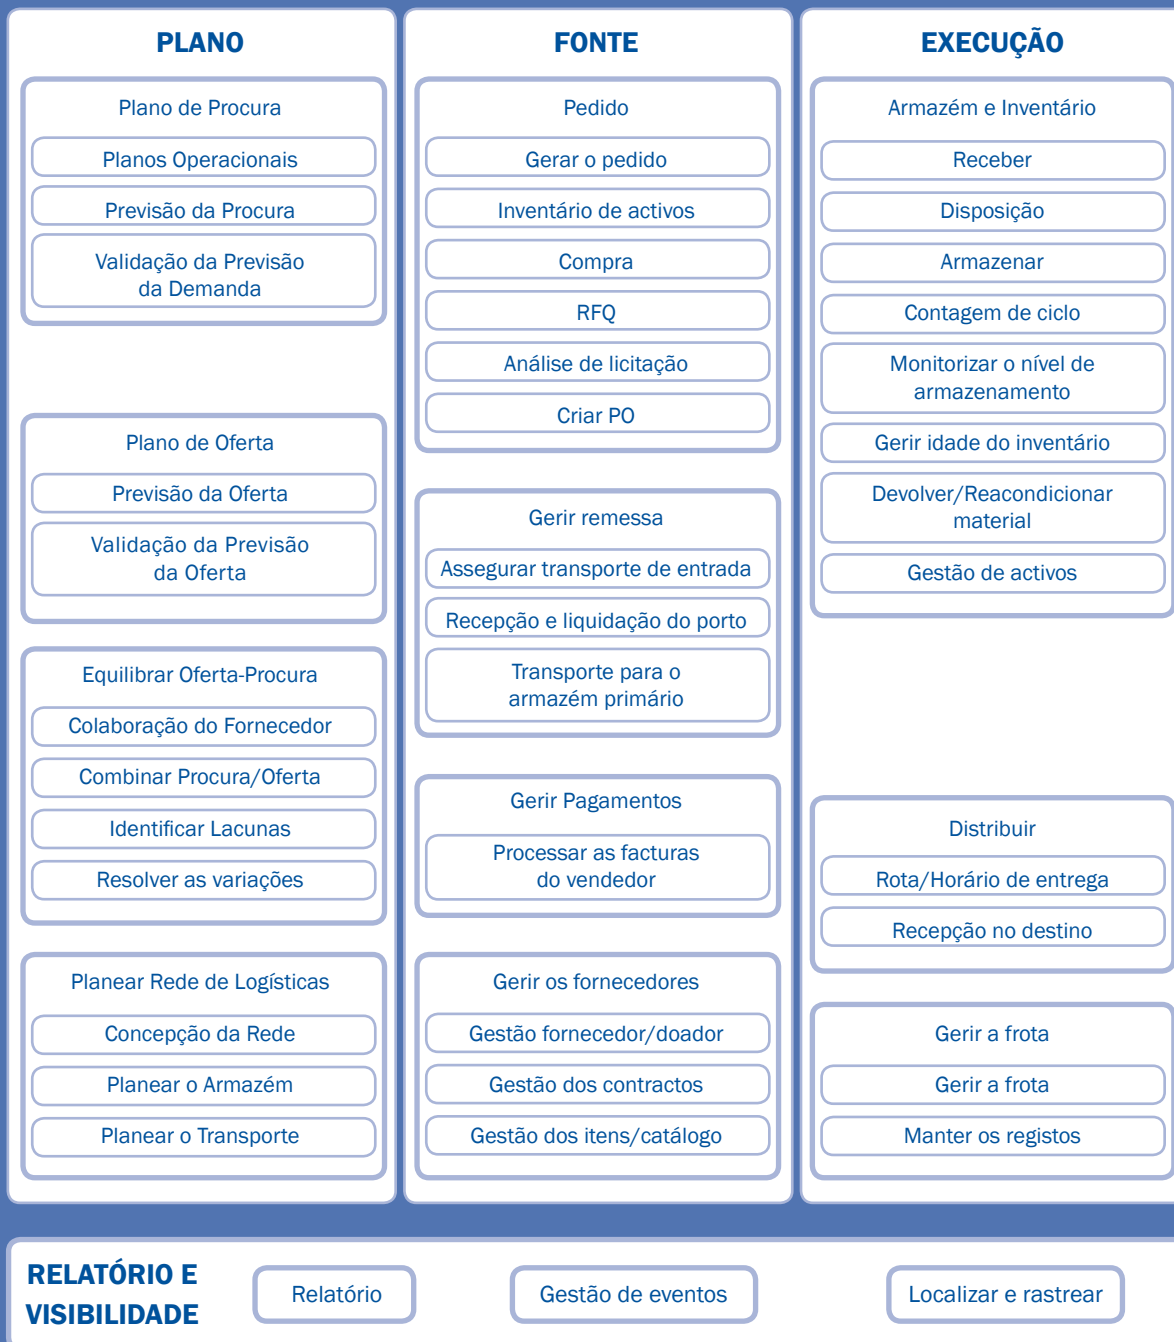 PLANO
Plano de Procura
Planos Operacionais
Previsão da Procura
Validação da Previsão
da Demanda
Plano de Oferta
Previsão da Oferta
Validação da Previsão
da Oferta
Equilibrar Oferta-Procura
Colaboração do Fornecedor
Combinar Procura/Oferta
Identificar Lacunas
Resolver as variações
Planear Rede de Logísticas
Concepção da Rede
Planear o Armazém
Planear o Transporte
FONTE
Pedido
Gerar o pedido
Inventário de activos
Compra
RFQ
Análise de licitação
Criar PO
Gerir remessa
Assegurar transporte de entrada
Recepção e liquidação do porto
Transporte para o
armazém primário
Gerir Pagamentos
Processar as facturas
do vendedor
Gerir os fornecedores
Gestão fornecedor/doador
Gestão dos contractos
Gestão dos itens/catálogo
EXECUÇÃO
Armazém e Inventário
Receber
Disposição
Armazenar
Contagem de ciclo
Monitorizar o nível de
armazenamento
Gerir idade do inventário
Devolver/Reacondicionar
material
Gestão de activos
Distribuir
Rota/Horário de entrega
Recepção no destino
Gerir a frota
Gerir a frota
Manter os registos
RELATÓRIO E
VISIBILIDADE
Relatório
Gestão de eventos
Localizar e rastrear